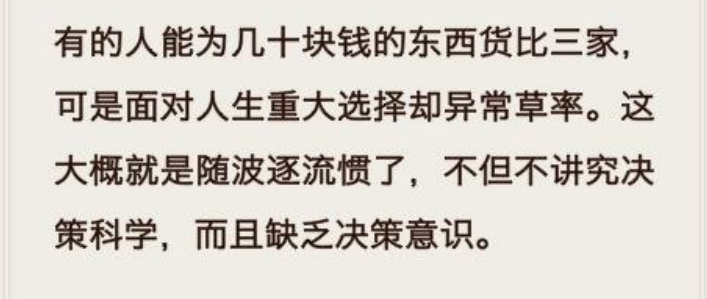 有的人能为几十块钱的东西货比三家，
可是面对人生重大选择却异常草率。这
大概就是随波逐流惯了，不但不讲究决
策科学，而且缺乏决策意识。